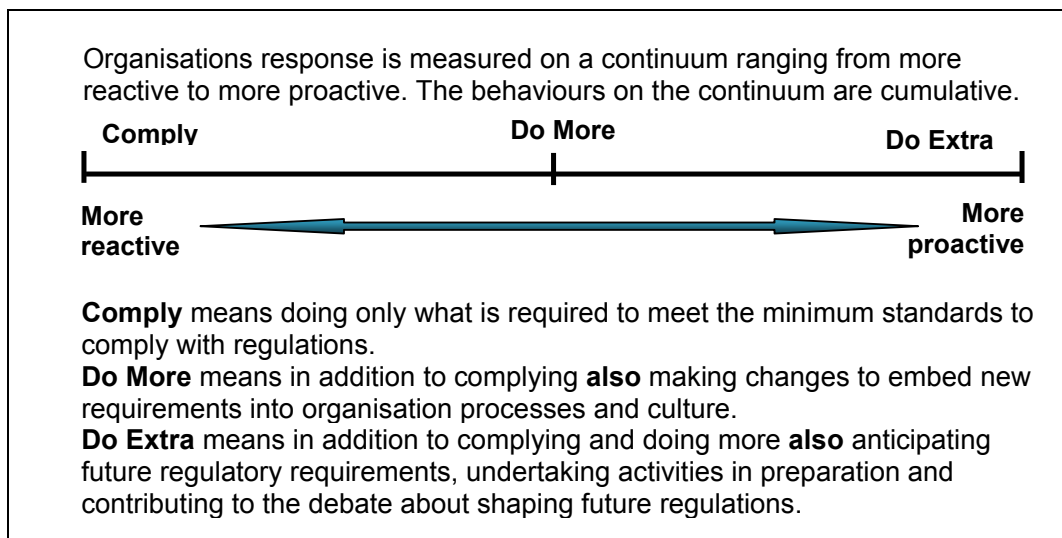 Organisations response is measured on a continuum ranging from more
reactive to more proactive. The behaviours on the continuum are cumulative.
Comply
Do More
Do Extra
More
reactive
More
proactive
Comply means doing only what is required to meet the minimum standards to
comply with regulations.
Do More means in addition to complying also making changes to embed new
requirements into organisation processes and culture.
Do Extra means in addition to complying and doing more also anticipating
future regulatory requirements, undertaking activities in preparation and
contributing to the debate about shaping future regulations.